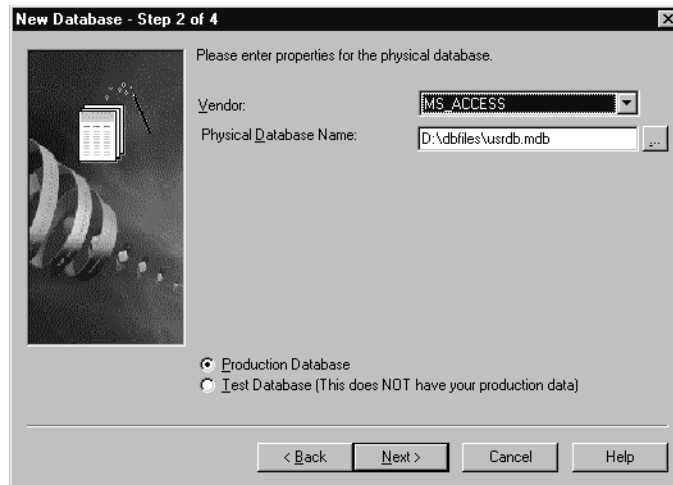 New Database - Step 2 of 4
Please enter properties for the physical database.
Vendor: MS_ACCESS
Physical Database Name: D:\dbfiles\usrdb.mdb ...
Production Database
Test Database (This does NOT have your production data)
< Back Next > Cancel Help